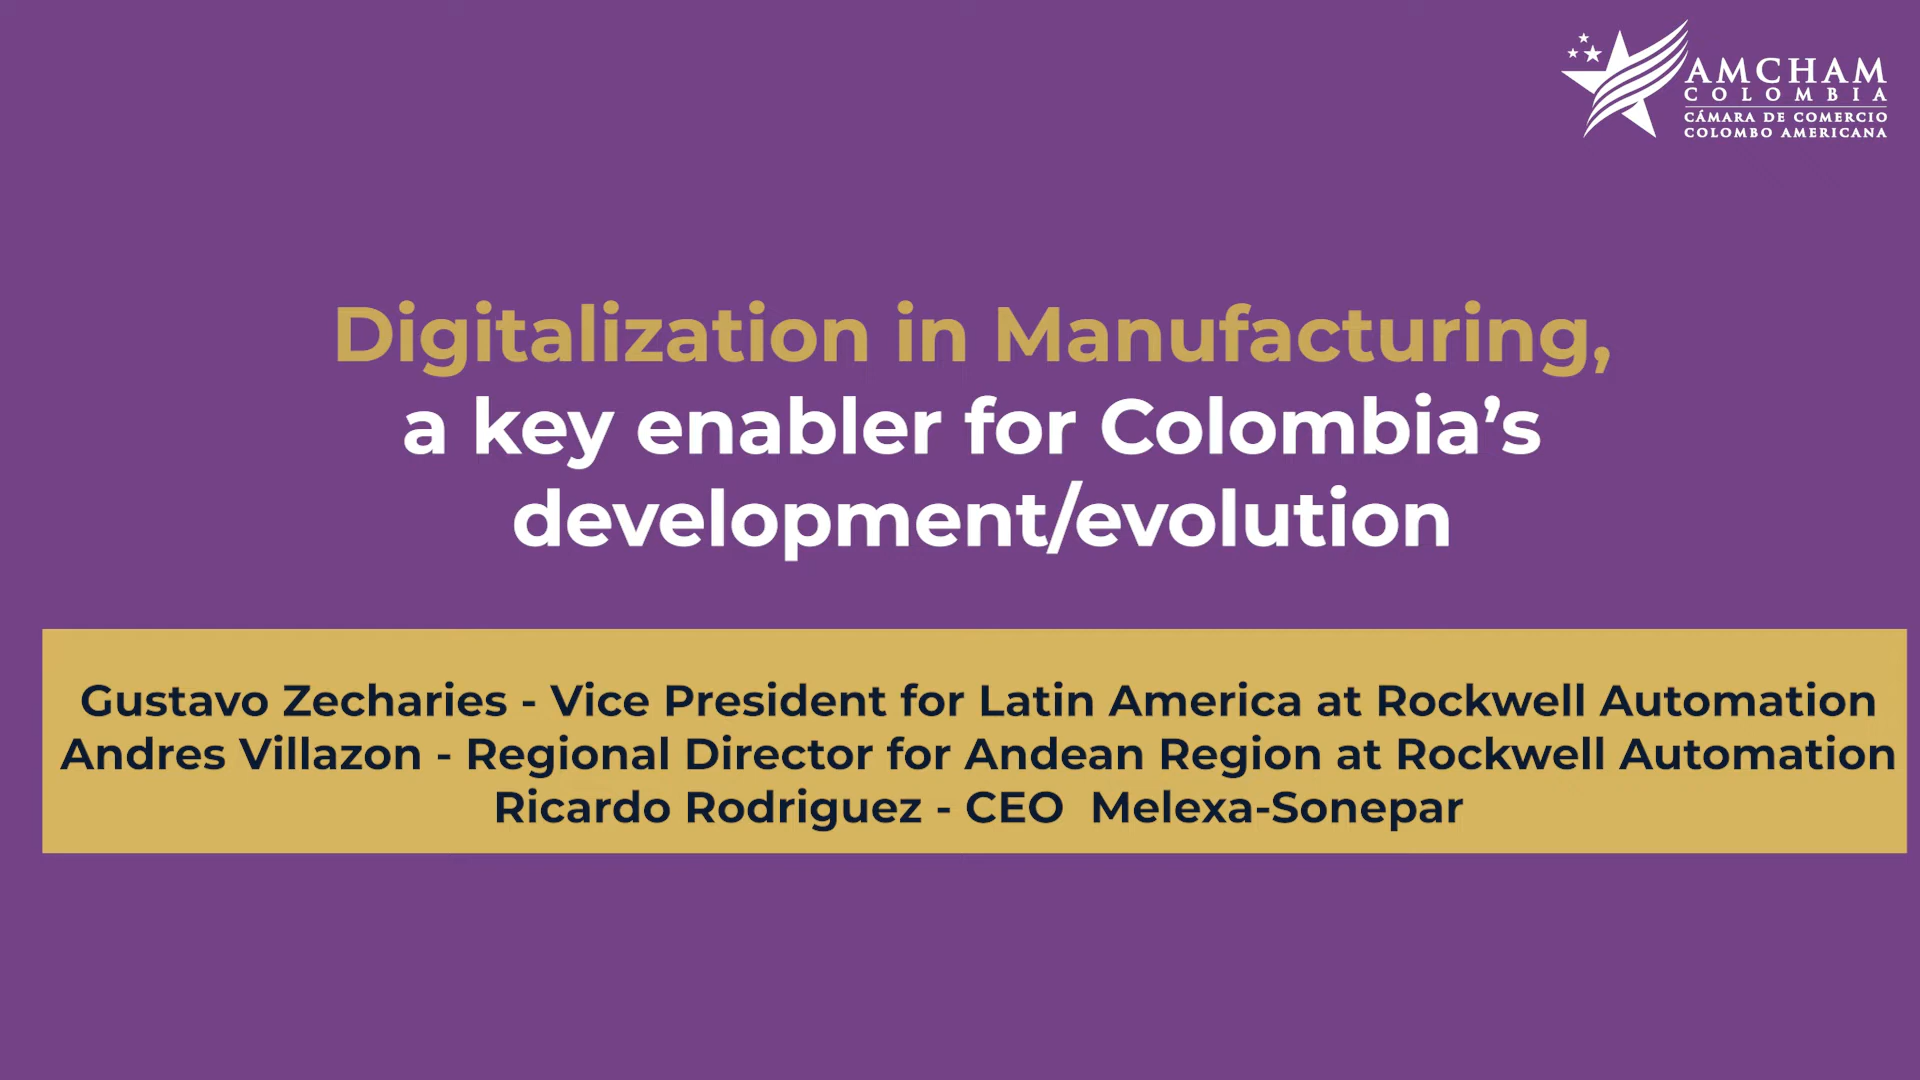 AMCHAM
COLOMBIA
CÁMARA DE COMERCIO
COLOMBO AMERICANA
Digitalization in Manufacturing,
a key enabler for Colombia’s
development/evolution
Gustavo Zecharies - Vice President for Latin America at Rockwell Automation
Andres Villazon - Regional Director for Andean Region at Rockwell Automation
Ricardo Rodriguez - CEO  Melexa-Sonepar